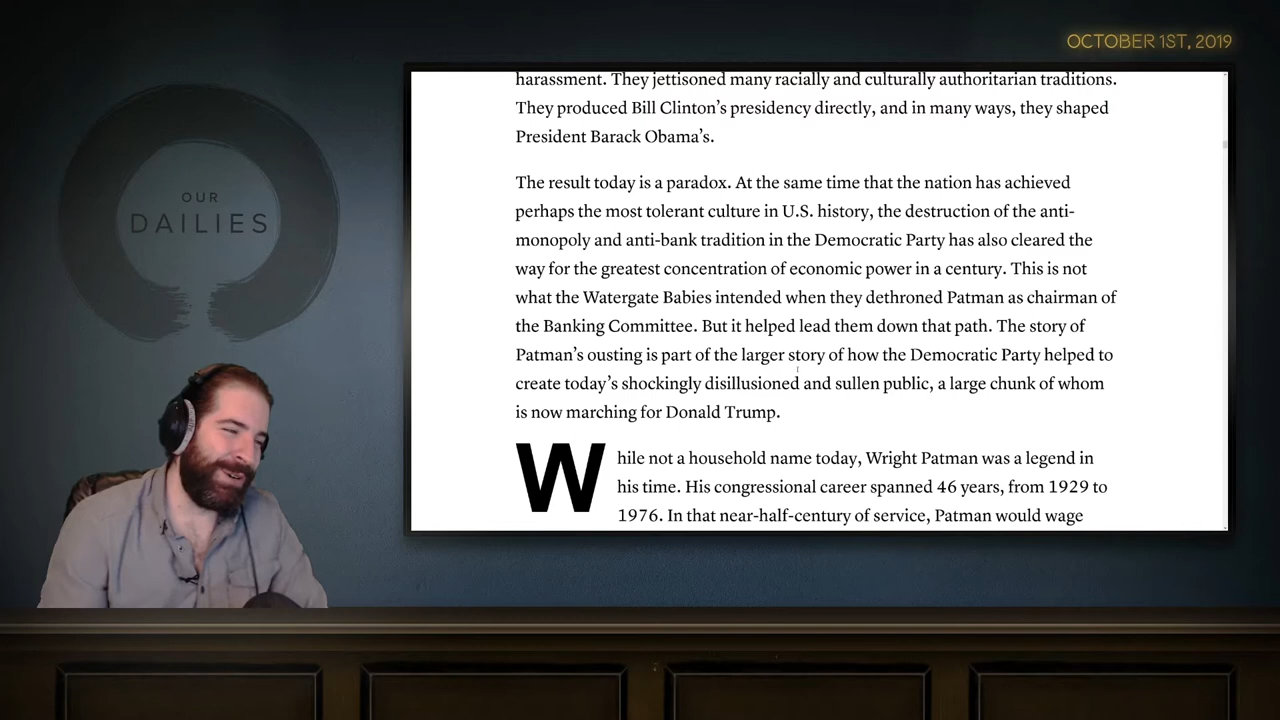 OCTOBER 1ST, 2019
OUR
DAILIES
harassment. They jettisoned many racially and culturally authoritarian traditions.
They produced Bill Clinton’s presidency directly, and in many ways, they shaped
President Barack Obama’s.
The result today is a paradox. At the same time that the nation has achieved
perhaps the most tolerant culture in U.S. history, the destruction of the anti-
monopoly and anti-bank tradition in the Democratic Party has also cleared the
way for the greatest concentration of economic power in a century. This is not
what the Watergate Babies intended when they dethroned Patman as chairman of
the Banking Committee. But it helped lead them down that path. The story of
Patman’s ousting is part of the larger story of how the Democratic Party helped to
create today’s shockingly disillusioned and sullen public, a large chunk of whom
is now marching for Donald Trump.
While not a household name today, Wright Patman was a legend in
his time. His congressional career spanned 46 years, from 1929 to
1976. In that near-half-century of service, Patman would wage